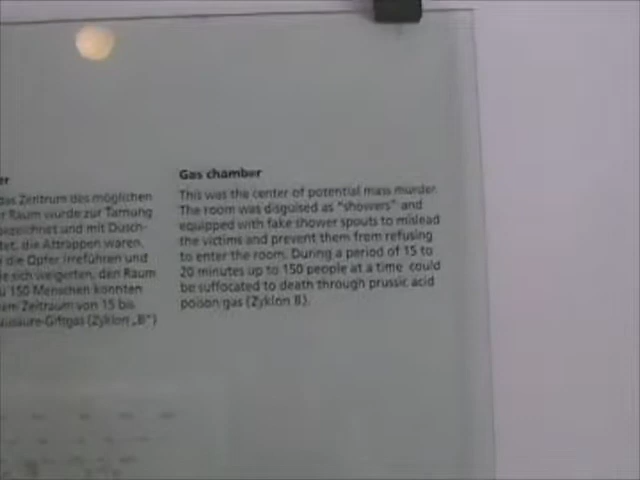 er
das Zentrum des möglichen
r Raum wurde zur Tarnung
bezeichnet und mit Dusch-
tet, die Attrappen waren,
die Opfer irreführen und
e sich weigerten, den Raum
u 150 Menschen konnten
em Zeitraum von 15 bis
säure-Giftgas (Zyklon „B“)
Gas chamber
This was the center of potential mass murder.
The room was disguised as "showers" and
equipped with fake shower spouts to mislead
the victims and prevent them from refusing
to enter the room. During a period of 15 to
20 minutes up to 150 people at a time could
be suffocated to death through prussic acid
poison gas (Zyklon B).